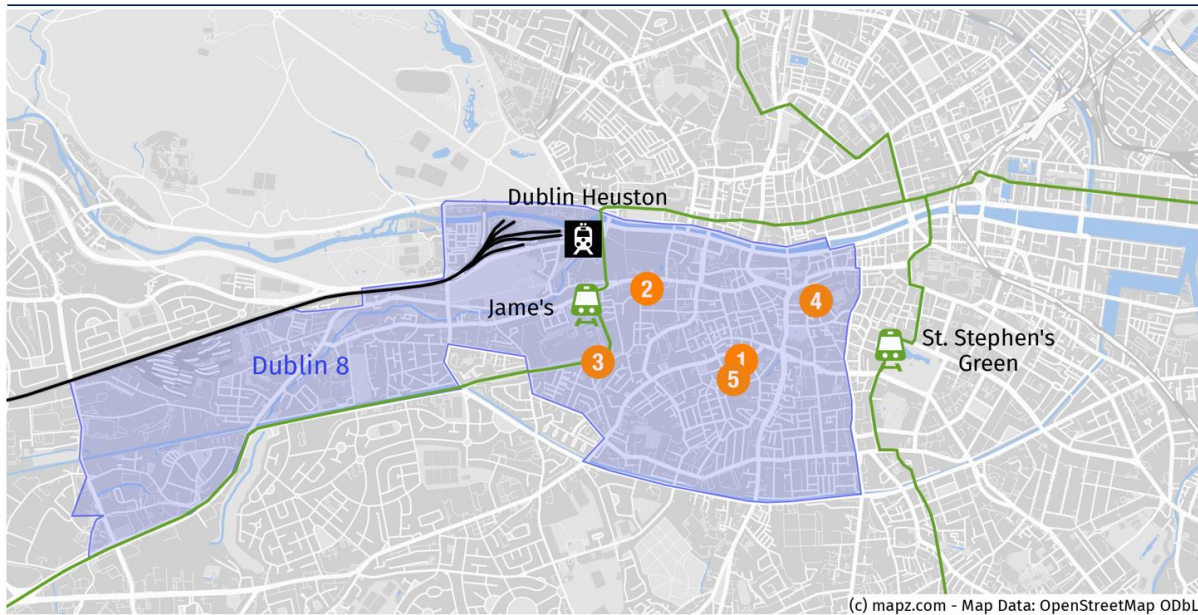 Dublin Heuston
2
Jame's
4
St. Stephen's
Green
3
1
Dublin 8
5
(c) mapz.com - Map Data: OpenStreetMap ODbL